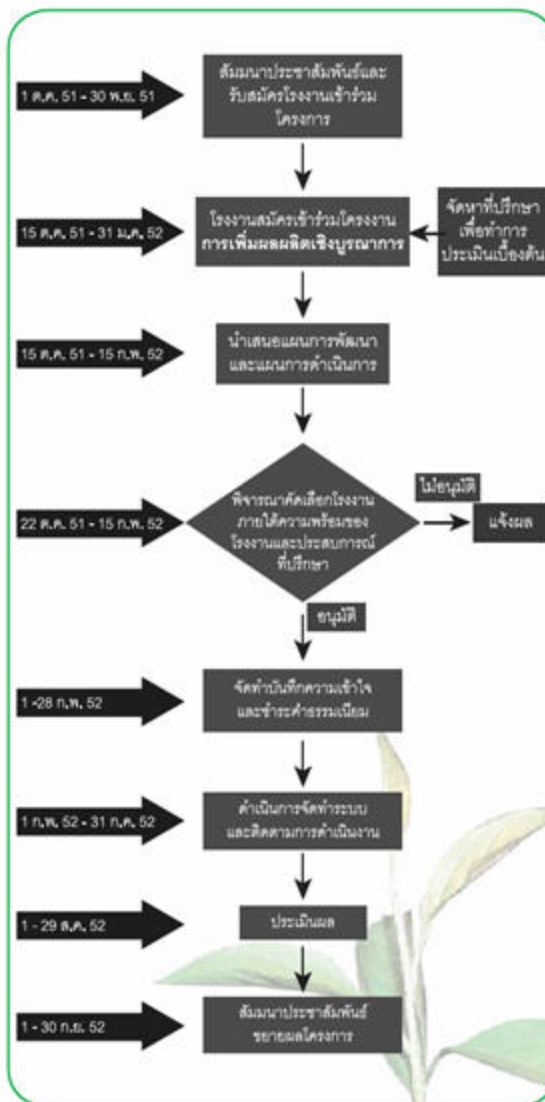 1 ต.ค. 51 - 30 พ.ย. 51
สัมมนาประชาสัมพันธ์และ
รับสมัครโรงงานเข้าร่วม
โครงการ
15 ต.ค. 51 - 31 ม.ค. 52
โรงงานสมัครเข้าร่วมโครงงาน
การเพิ่มผลผลิตเชิงบูรณาการ
จัดหาที่ปรึกษา
เพื่อทำการ
ประเมินเบื้องต้น
15 ต.ค. 51 - 15 ก.พ. 52
นำเสนอแผนการพัฒนา
และแผนการดำเนินการ
22 ต.ค. 51 - 15 ก.พ. 52
พิจารณาคัดเลือกโรงงาน
ภายใต้ความพร้อมของ
โรงงานและประสบการณ์
ที่ปรึกษา
ไม่อนุมัติ
แจ้งผล
อนุมัติ
1 -28 ก.พ. 52
จัดทำบันทึกความเข้าใจ
และชำระค่าธรรมเนียม
1 ก.พ. 52 - 31 ก.ค. 52
ดำเนินการจัดทำระบบ
และติดตามการดำเนินงาน
1 - 29 ส.ค. 52
ประเมินผล
1 - 30 ก.ย. 52
สัมมนาประชาสัมพันธ์
ขยายผลโครงการ